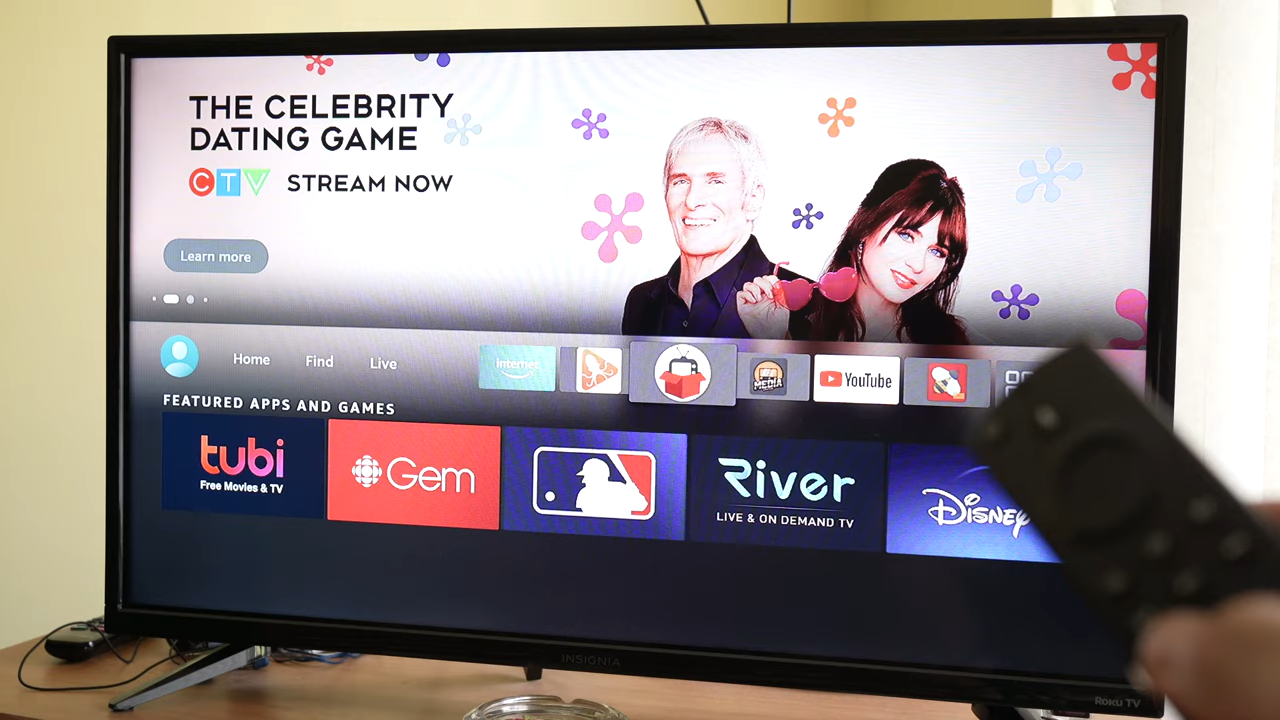 THE CELEBRITY
DATING GAME
CTV STREAM NOW
Learn more
Home Find Live
Internet
MEDIA
YouTube
FEATURED APPS AND GAMES
tubi
Free Movies & TV
Gem
River
LIVE & ON DEMAND TV
DISNEY
INSIGNIA
Roku TV